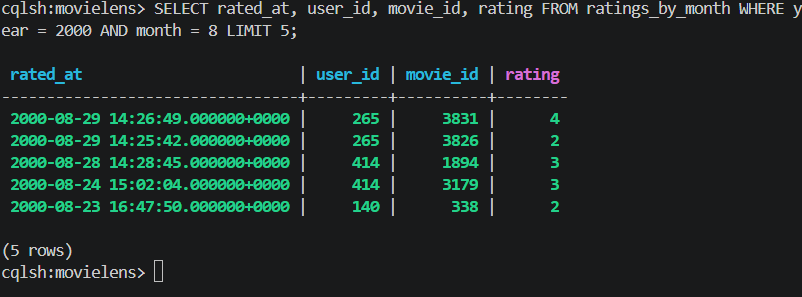 cqlsh:movielens> SELECT rated_at, user_id, movie_id, rating FROM ratings_by_month WHERE y
ear = 2000 AND month = 8 LIMIT 5;
 rated_at                        | user_id | movie_id | rating
---------------------------------+---------+----------+--------
 2000-08-29 14:26:49.000000+0000 |     265 |     3831 |      4
 2000-08-29 14:25:42.000000+0000 |     265 |     3826 |      2
 2000-08-28 14:28:45.000000+0000 |     414 |     1894 |      3
 2000-08-24 15:02:04.000000+0000 |     414 |     3179 |      3
 2000-08-23 16:47:50.000000+0000 |     140 |      338 |      2
(5 rows)
cqlsh:movielens>